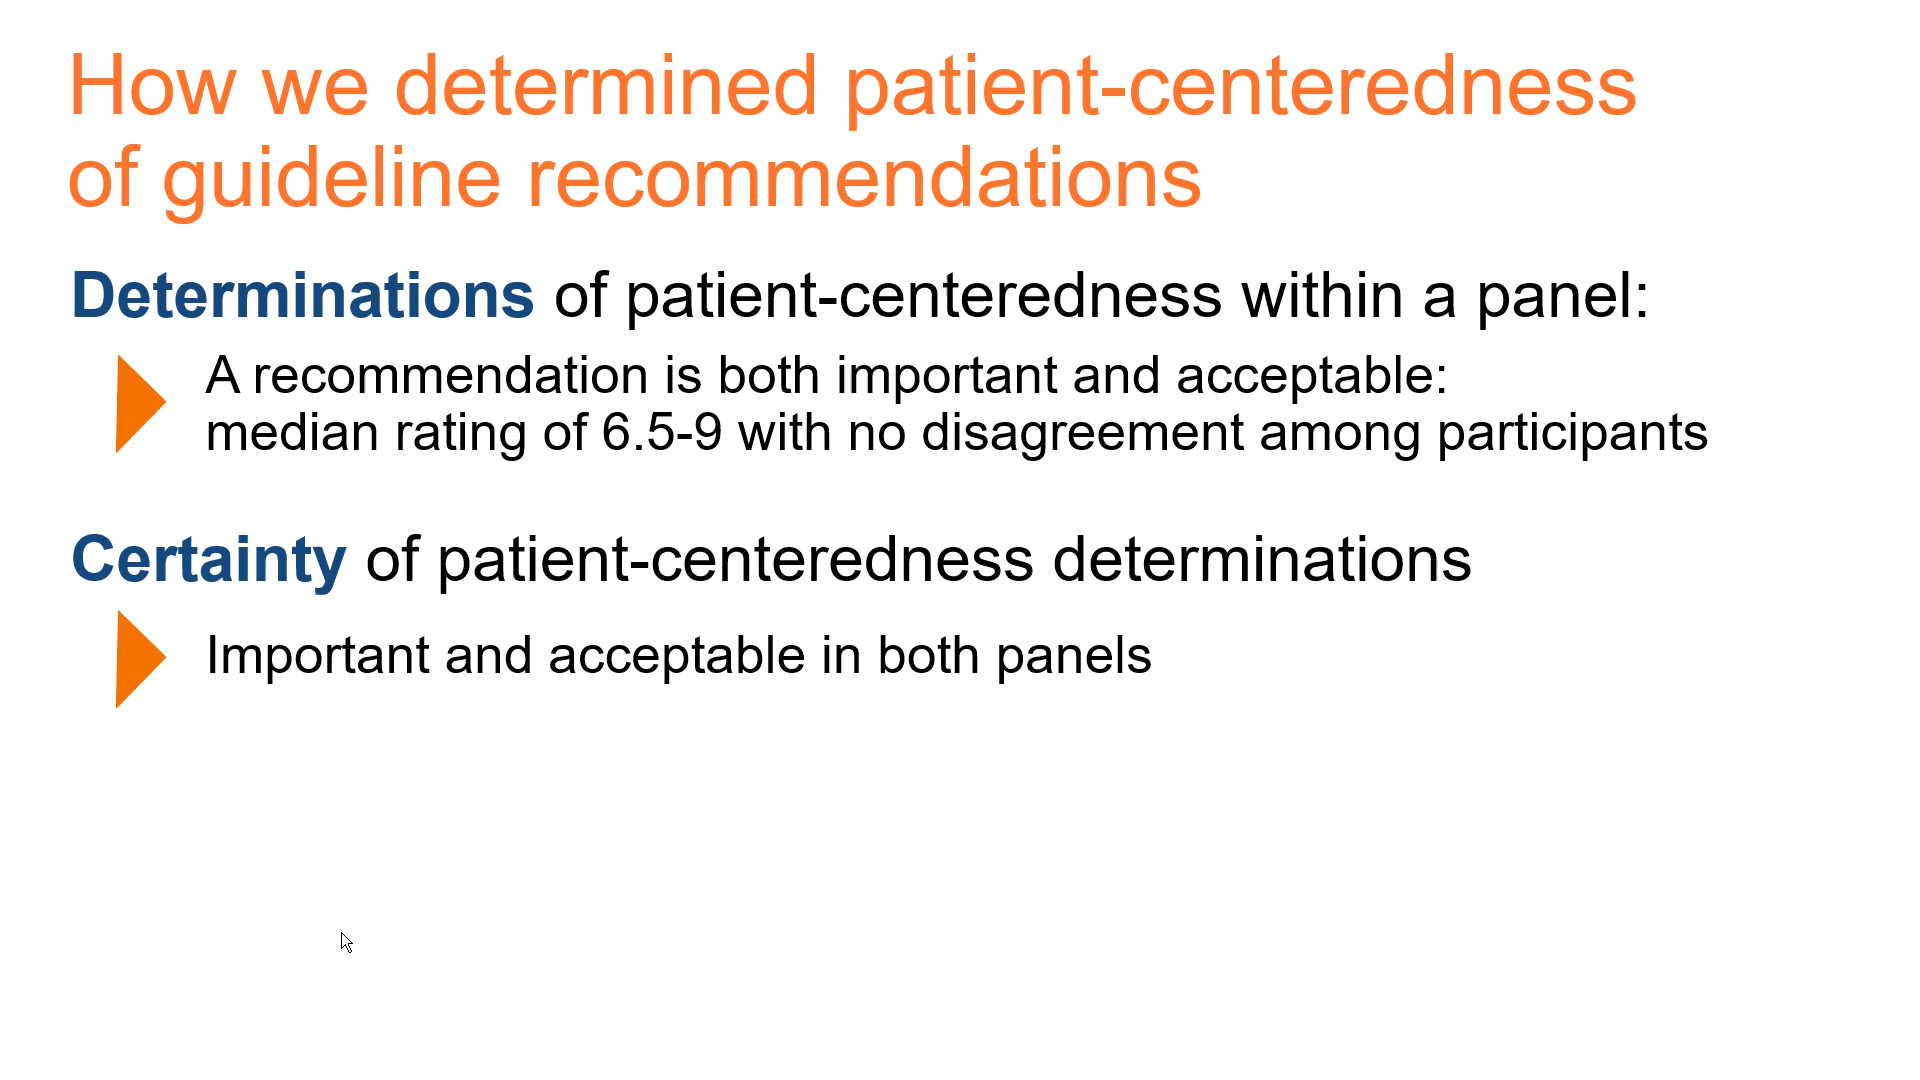 How we determined patient-centeredness
of guideline recommendations
Determinations of patient-centeredness within a panel:
A recommendation is both important and acceptable:
median rating of 6.5-9 with no disagreement among participants
Certainty of patient-centeredness determinations
Important and acceptable in both panels